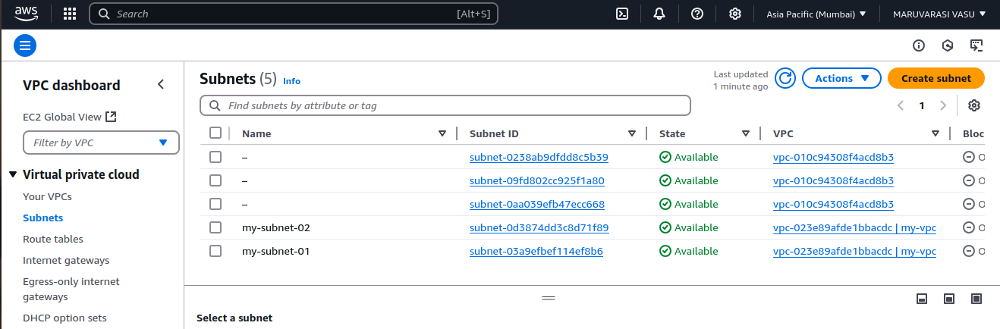 aws Search [Alt+S] Asia Pacific (Mumbai) MARUVARASI VASU
VPC dashboard
EC2 Global View
Filter by VPC
Virtual private cloud
Your VPCs
Subnets
Route tables
Internet gateways
Egress-only internet
gateways
DHCP option sets
Subnets (5) Info
Last updated
1 minute ago
Actions
Create subnet
Find subnets by attribute or tag
1
Name Subnet ID State VPC Bloc
– subnet-0238ab9dfdd8c5b39 Available vpc-010c94308f4acd8b3 O
– subnet-09fd802cc925f1a80 Available vpc-010c94308f4acd8b3 O
– subnet-0aa039efb47ecc668 Available vpc-010c94308f4acd8b3 O
my-subnet-02 subnet-0d3874dd3c8d71f89 Available vpc-023e89afde1bbacdc | my-vpc O
my-subnet-01 subnet-03a9efbef114ef8b6 Available vpc-023e89afde1bbacdc | my-vpc O
Select a subnet